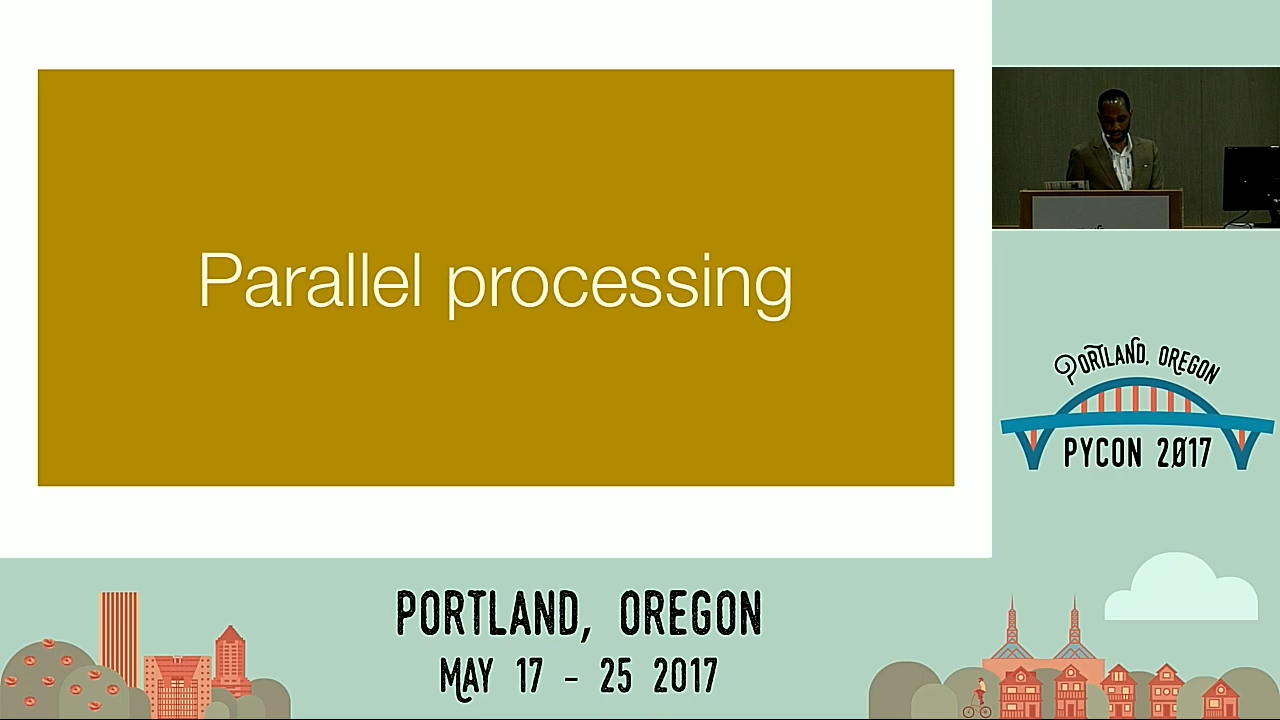 Parallel processing
PORTLAND, OREGON
PYCON 2017
PORTLAND, OREGON
MAY 17 - 25 2017